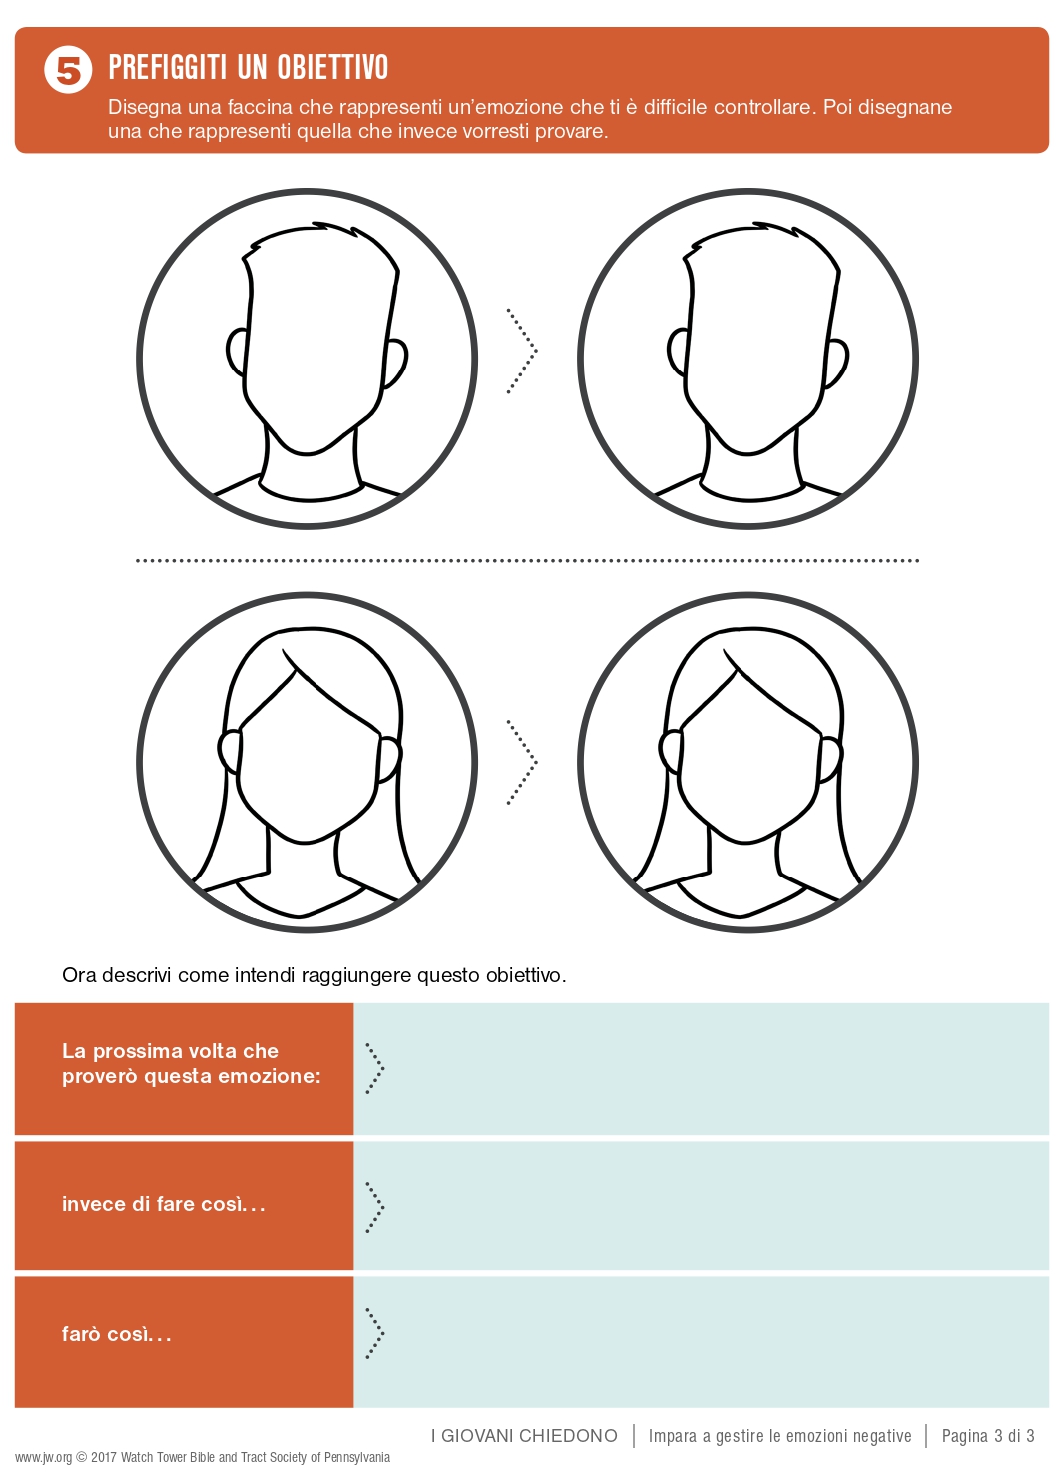 5
PREFIGGITI UN OBIETTIVO
Disegna una faccina che rappresenti un’emozione che ti è difficile controllare. Poi disegnane
una che rappresenti quella che invece vorresti provare.
Ora descrivi come intendi raggiungere questo obiettivo.
La prossima volta che
proverò questa emozione:
invece di fare così. . .
farò così. . .
I GIOVANI CHIEDONO | Impara a gestire le emozioni negative | Pagina 3 di 3
www.jw.org © 2017 Watch Tower Bible and Tract Society of Pennsylvania